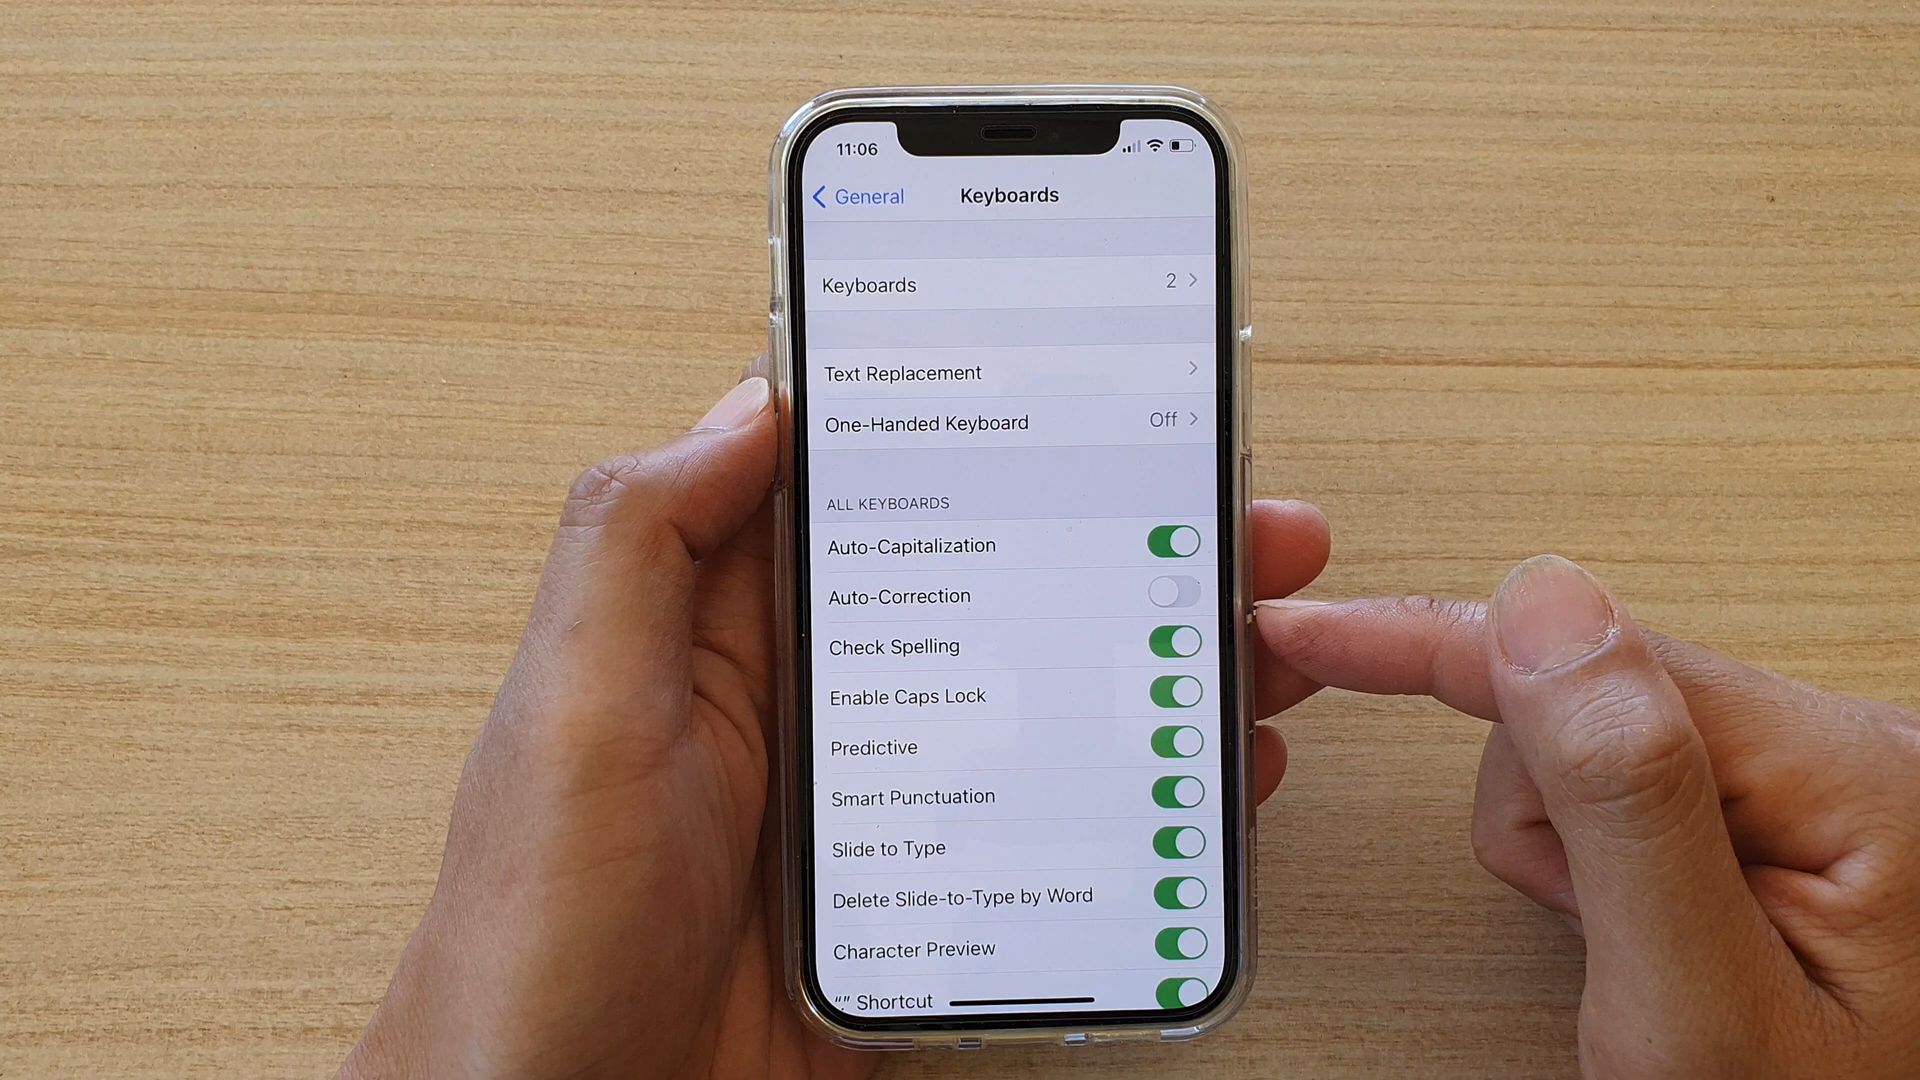 11:06
General
Keyboards
Keyboards 2
Text Replacement
One-Handed Keyboard Off
ALL KEYBOARDS
Auto-Capitalization
Auto-Correction
Check Spelling
Enable Caps Lock
Predictive
Smart Punctuation
Slide to Type
Delete Slide-to-Type by Word
Character Preview
“.” Shortcut